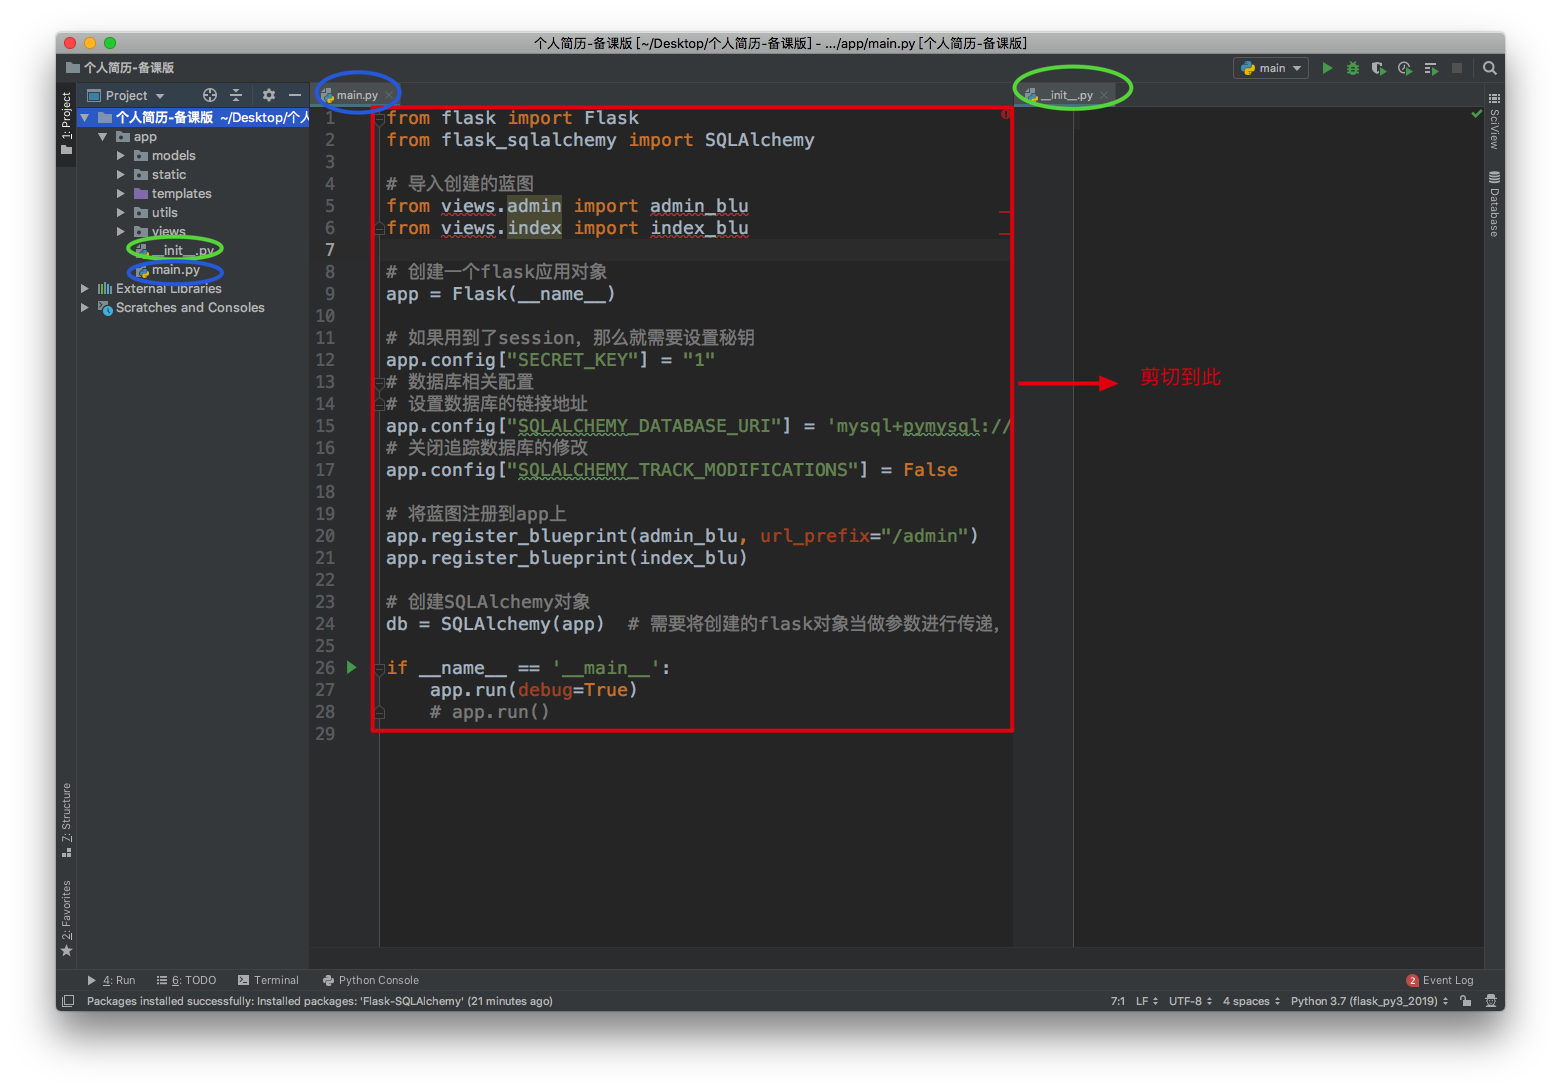 个人简历-备课版 [~/Desktop/个人简历-备课版] - .../app/main.py [个人简历-备课版]
个人简历-备课版
main
1: Project
Project
main.py
__init__.py
个人简历-备课版 ~/Desktop/个人
app
models
static
templates
utils
views
__init__.py
main.py
External Libraries
Scratches and Consoles
1 from flask import Flask
2 from flask_sqlalchemy import SQLAlchemy
3
4 # 导入创建的蓝图
5 from views.admin import admin_blu
6 from views.index import index_blu
7
8 # 创建一个flask应用对象
9 app = Flask(__name__)
10
11 # 如果用到了session，那么就需要设置秘钥
12 app.config["SECRET_KEY"] = "1"
13 # 数据库相关配置
14 # 设置数据库的链接地址
15 app.config["SQLALCHEMY_DATABASE_URI"] = 'mysql+pymysql://
16 # 关闭追踪数据库的修改
17 app.config["SQLALCHEMY_TRACK_MODIFICATIONS"] = False
18
19 # 将蓝图注册到app上
20 app.register_blueprint(admin_blu, url_prefix="/admin")
21 app.register_blueprint(index_blu)
22
23 # 创建SQLAlchemy对象
24 db = SQLAlchemy(app)  # 需要将创建的flask对象当做参数进行传递，
25
26 if __name__ == '__main__':
27     app.run(debug=True)
28     # app.run()
29
剪切到此
SciView
Database
7: Structure
2: Favorites
4: Run
6: TODO
Terminal
Python Console
2 Event Log
Packages installed successfully: Installed packages: 'Flask-SQLAlchemy' (21 minutes ago)
7:1 LF UTF-8 4 spaces Python 3.7 (flask_py3_2019)